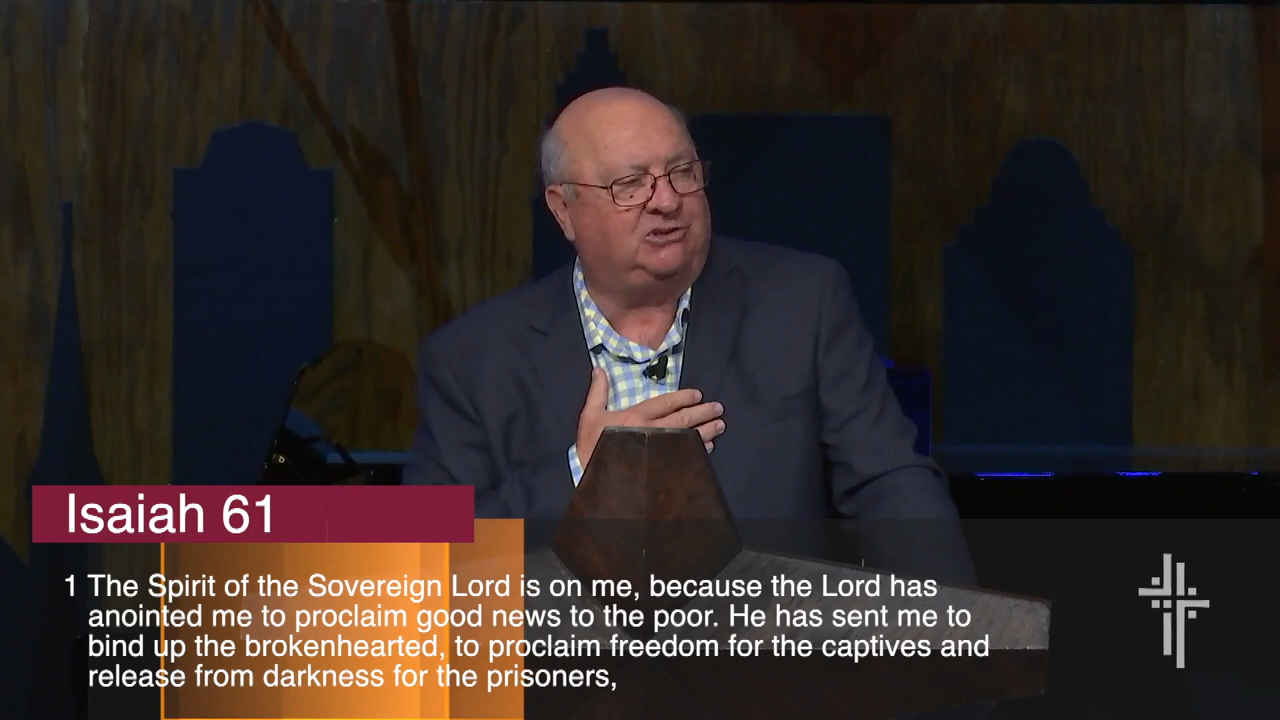 Isaiah 61
1 The Spirit of the Sovereign Lord is on me, because the Lord has
anointed me to proclaim good news to the poor. He has sent me to
bind up the brokenhearted, to proclaim freedom for the captives and
release from darkness for the prisoners,